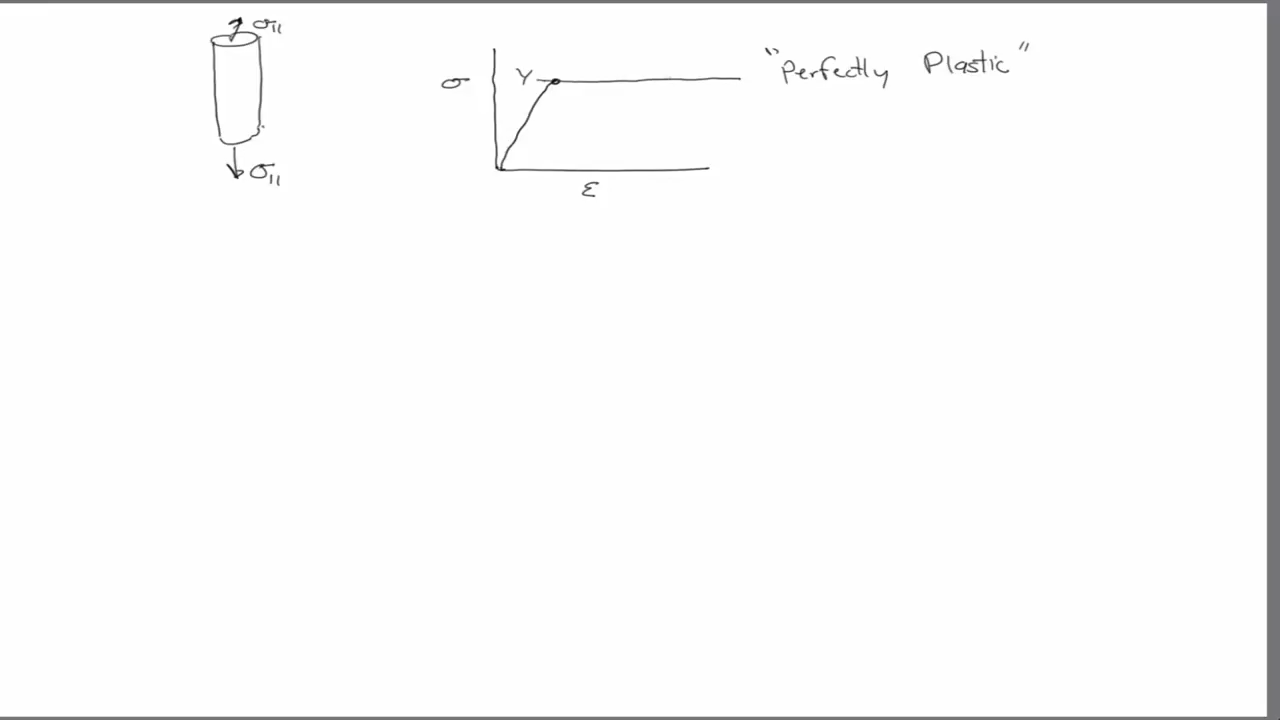 σ11
σ11
σ
Y
ε
"Perfectly Plastic"